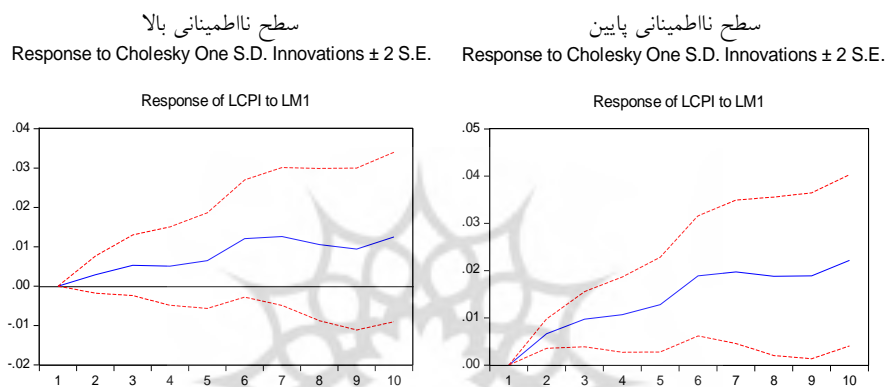 سطح نااطمینانی بالا
Response to Cholesky One S.D. Innovations ± 2 S.E.
Response of LCPI to LM1
.04
.03
.02
.01
.00
-.01
-.02
1 2 3 4 5 6 7 8 9 10
سطح نااطمینانی پایین
Response to Cholesky One S.D. Innovations ± 2 S.E.
Response of LCPI to LM1
.05
.04
.03
.02
.01
.00
1 2 3 4 5 6 7 8 9 10